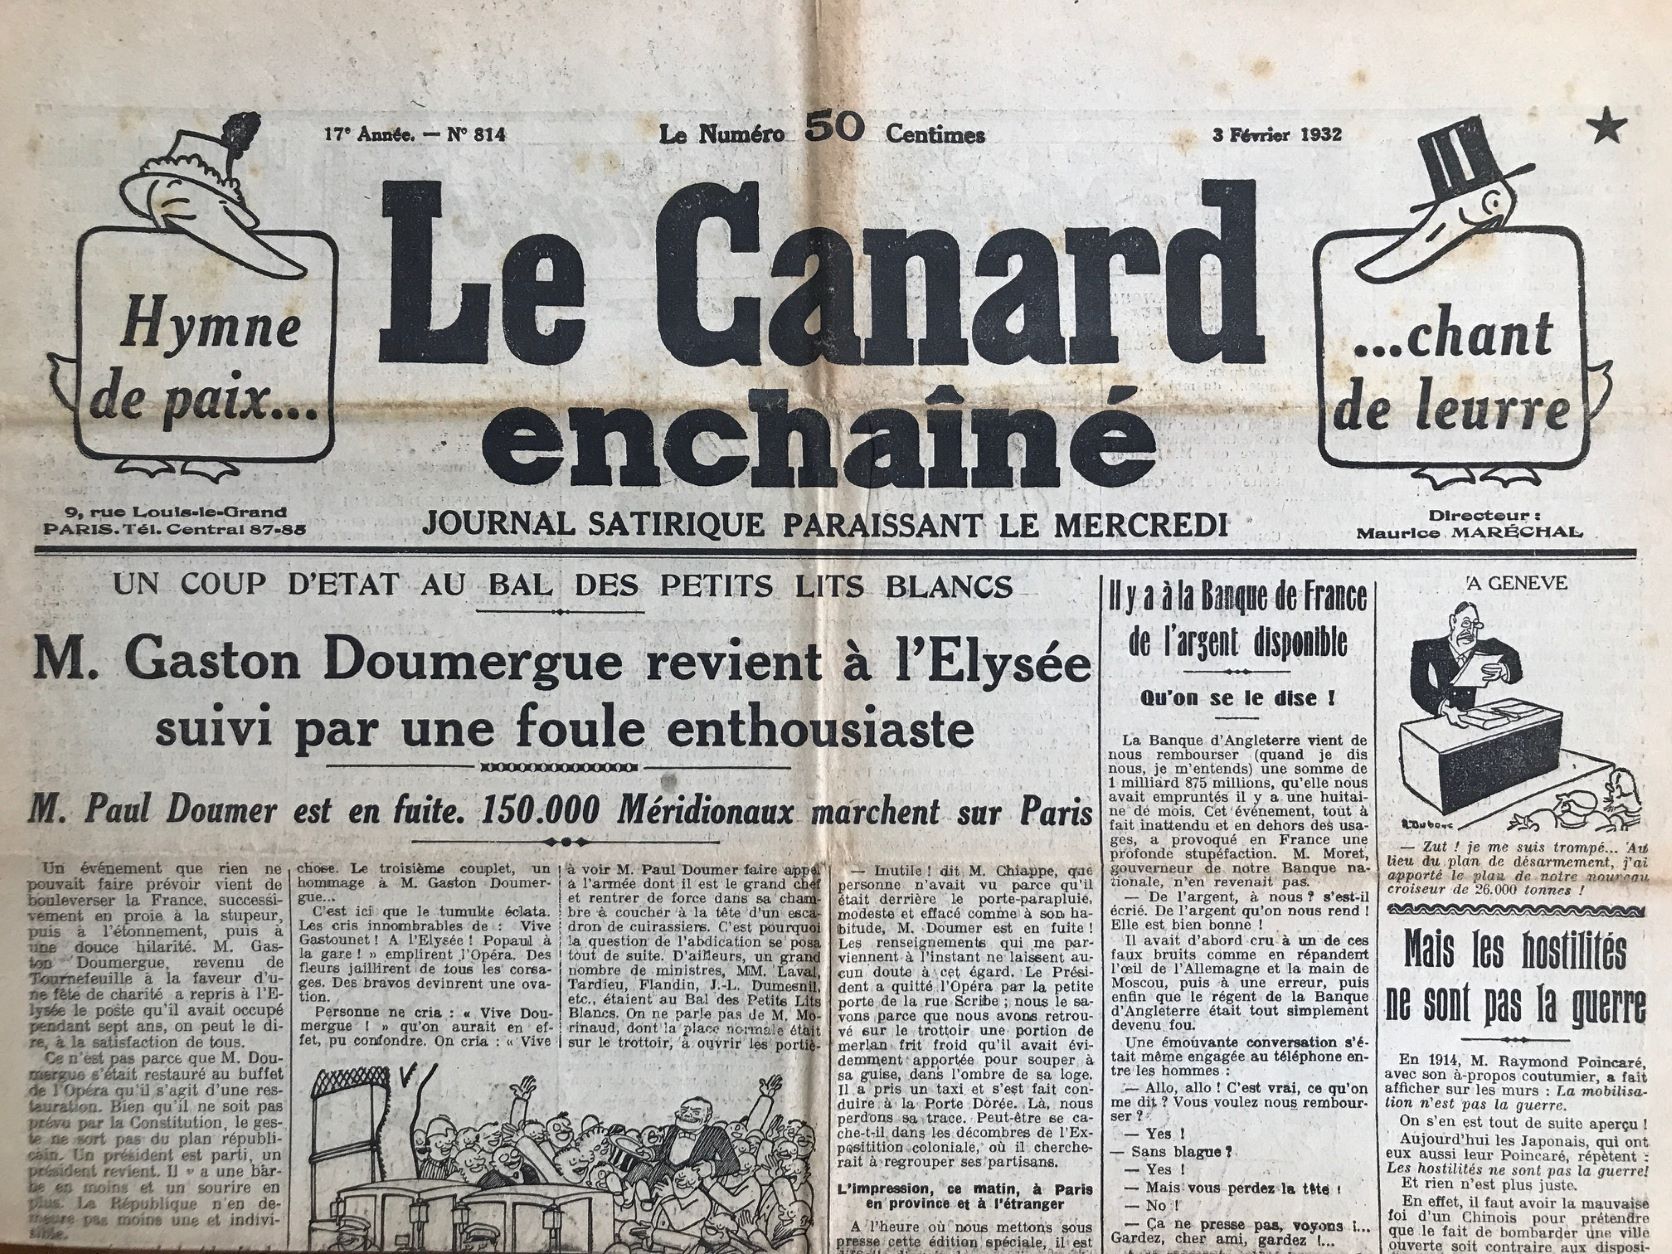 17e Année. — N° 814
Le Numéro 50 Centimes
3 Février 1932
Hymne
de paix...
Le Canard
enchaîné
...chant
de leurre
9, rue Louis-le-Grand
PARIS. Tél. Central 87-85
JOURNAL SATIRIQUE PARAISSANT LE MERCREDI
Directeur :
Maurice MARÉCHAL
UN COUP D'ETAT AU BAL DES PETITS LITS BLANCS
M. Gaston Doumergue revient à l'Elysée
suivi par une foule enthousiaste
M. Paul Doumer est en fuite. 150.000 Méridionaux marchent sur Paris
Un événement que rien ne
pouvait faire prévoir vient de
bouleverser la France, successi-
vement en proie à la stupeur,
puis à l'étonnement, puis à
une douce hilarité. M. Gas-
ton Doumergue, revenu de
Tournefeuille à la faveur d'u-
ne fête de charité a repris à l'E-
lysée le poste qu'il avait occupé
pendant sept ans, on peut le di-
re, à la satisfaction de tous.
Ce n'est pas parce que M. Dou-
mergue s'était restauré au buffet
de l'Opéra qu'il s'agit d'une res-
tauration. Bien qu'il ne soit pas
prévu par la Constitution, le ges-
te ne sort pas du plan républi-
cain. Un président est parti, un
président revient. Il a une bar-
be en moins et un sourire en
plus. La République n'en de-
meure pas moins une et indivi-
sible.
chose. Le troisième couplet, un
hommage à M. Gaston Doumer-
gue...
C'est ici que le tumulte éclata.
Les cris innombrables de : Vive
Gastounet ! A l'Elysée ! Popaul à
la gare ! » emplirent l'Opéra. Des
fleurs jaillirent de tous les corsa-
ges. Des bravos devinrent une ova-
tion.
Personne ne cria : « Vive Dou-
mergue ! » qu'on aurait en ef-
fet, pu confondre. On cria : « Vive
à voir M. Paul Doumer faire appel
à l'armée dont il est le grand chef
et rentrer de force dans sa cham-
bre à coucher à la tête d'un esca-
dron de cuirassiers. C'est pourquoi
la question de l'abdication se posa
tout de suite. D'ailleurs, un grand
nombre de ministres, MM. Laval,
Tardieu, Flandin, J.-L. Dumesnil,
etc., étaient au Bal des Petits Lits
Blancs. On ne parle pas de M. Mo-
rinaud, dont la place normale était
sur le trottoir, à ouvrir les portiè-
— Inutile ! dit M. Chiappe, que
personne n'avait vu parce qu'il
était derrière le porte-parapluie,
modeste et effacé comme à son ha-
bitude, M. Doumer est en fuite !
Les renseignements qui me par-
viennent à l'instant ne laissent au-
cun doute à cet égard. Le Prési-
dent a quitté l'Opéra par la petite
porte de la rue Scribe ; nous le sa-
vons parce que nous avons retrou-
vé sur le trottoir une portion de
merlan frit froid qu'il avait évi-
demment apportée pour souper à
sa guise, dans l'ombre de sa loge.
Il a pris un taxi et s'est fait con-
duire à la Porte Dorée. Là, nous
perdons sa trace. Peut-être se ca-
che-t-il dans les décombres de l'Ex-
positition coloniale, où il cherche-
rait à regrouper ses partisans.
L'impression, ce matin, à Paris
en province et à l'étranger
A l'heure où nous mettons sous
presse cette édition spéciale, il est
Il y a à la Banque de France
de l'argent disponible
Qu'on se le dise !
La Banque d'Angleterre vient de
nous rembourser (quand je dis
nous, je m'entends) une somme de
1 milliard 875 millions, qu'elle nous
avait empruntés il y a une huitai-
ne de mois. Cet événement, tout à
fait inattendu et en dehors des usa-
ges, a provoqué en France une
profonde stupéfaction. M. Moret,
gouverneur de notre Banque na-
tionale, n'en revenait pas.
— De l'argent, à nous ? s'est-il
écrié. De l'argent qu'on nous rend !
Elle est bien bonne !
Il avait d'abord cru à un de ces
faux bruits comme en répandent
l'œil de l'Allemagne et la main de
Moscou, puis à une erreur, puis
enfin que le régent de la Banque
d'Angleterre était tout simplement
devenu fou.
Une émouvante conversation s'é-
tait même engagée au téléphone en-
tre les hommes :
— Allo, allo ! C'est vrai, ce qu'on
me dit ? Vous voulez nous rembour-
ser ?
— Yes !
— Sans blague ?
— Yes !
— Mais vous perdez la tête !
— No !
— Ça ne presse pas, voyons !...
Gardez, cher ami, gardez !...
'A GENEVE
R. Dubosc
— Zut ! je me suis trompé... Au
lieu du plan de désarmement, j'ai
apporté le plan de notre nouveau
croiseur de 26.000 tonnes !
Mais les hostilités
ne sont pas la guerre
En 1914, M. Raymond Poincaré,
avec son à-propos coutumier, a fait
afficher sur les murs : La mobilisa-
tion n'est pas la guerre.
On s'en est tout de suite aperçu !
Aujourd'hui les Japonais, qui ont
eux aussi leur Poincaré, répètent :
Les hostilités ne sont pas la guerre!
Et rien n'est plus juste.
En effet, il faut avoir la mauvaise
foi d'un Chinois pour prétendre
que le fait de bombarder une ville
ouverte soit contraire aux disposi-